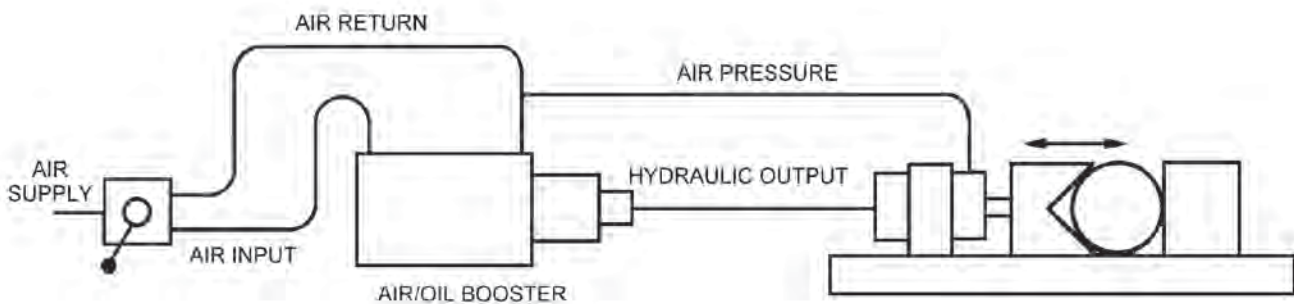 AIR RETURN
AIR PRESSURE
AIR
SUPPLY
HYDRAULIC OUTPUT
AIR INPUT
AIR/OIL BOOSTER